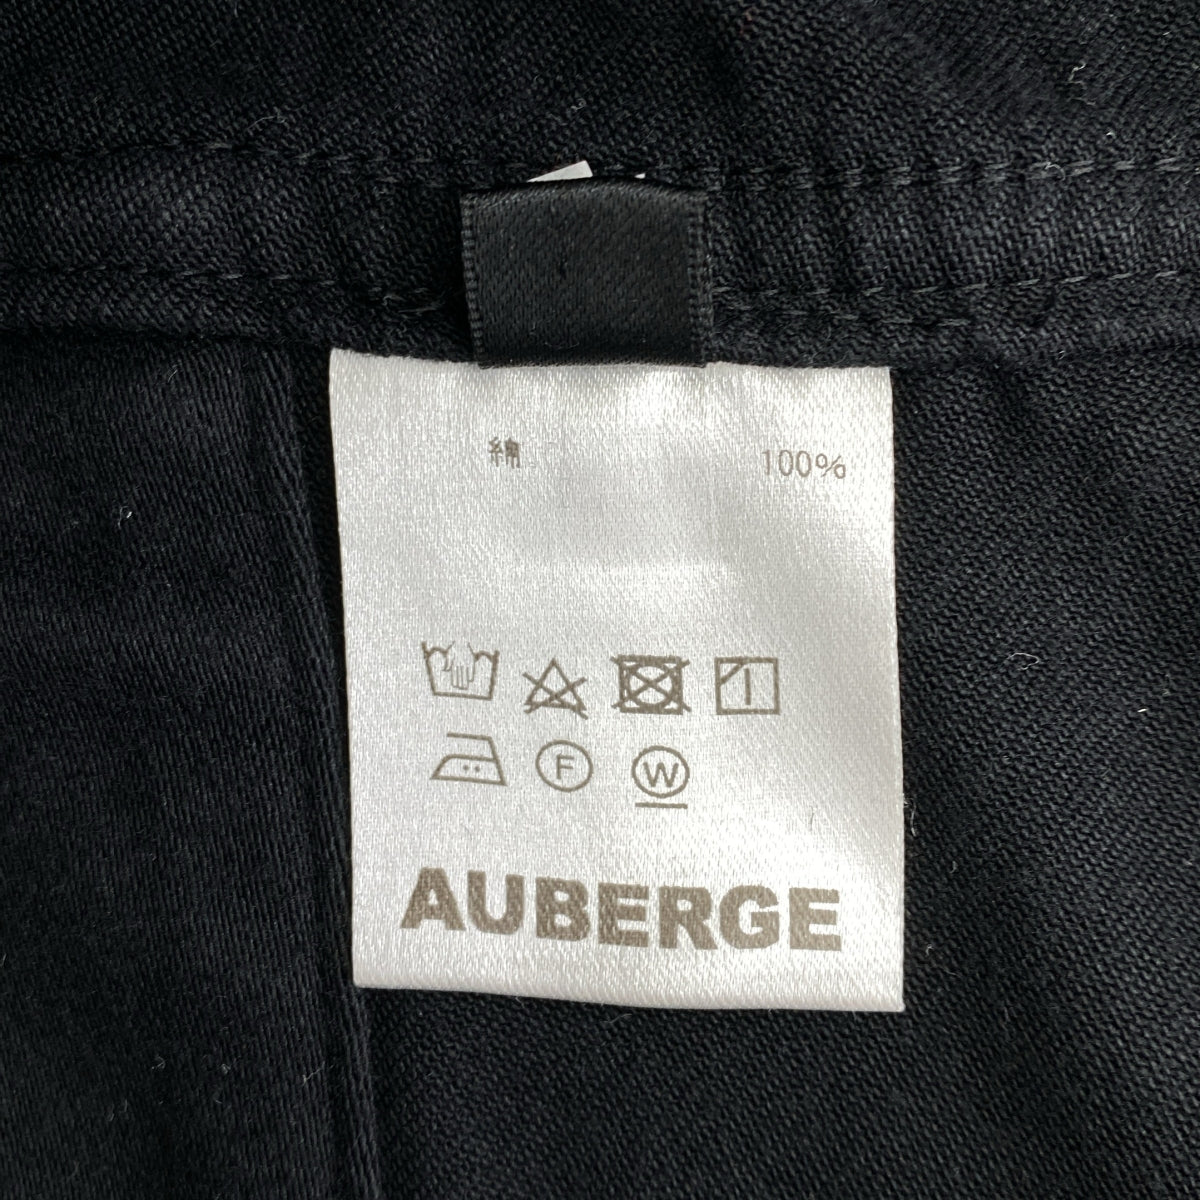 綿 100%
F W
AUBERGE